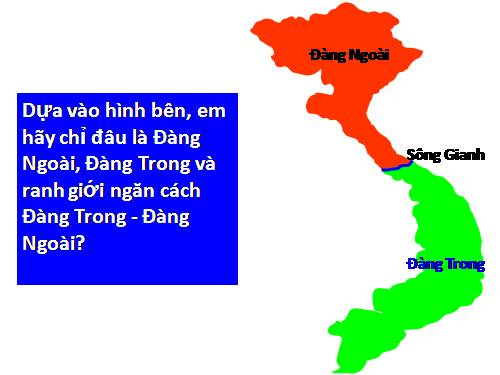 Dựa vào hình bên, em
hãy chỉ đâu là Đàng
Ngoài, Đàng Trong và
ranh giới ngăn cách
Đàng Trong - Đàng
Ngoài?
Đàng Ngoài
Sông Gianh
Đàng Trong